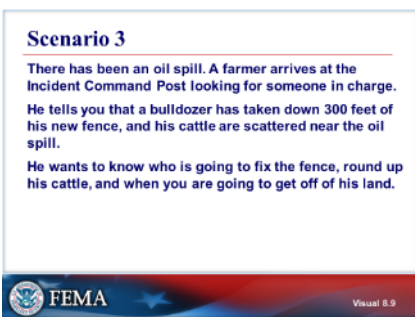 Scenario 3
There has been an oil spill. A farmer arrives at the
Incident Command Post looking for someone in charge.
He tells you that a bulldozer has taken down 300 feet of
his new fence, and his cattle are scattered near the oil
spill.
He wants to know who is going to fix the fence, round up
his cattle, and when you are going to get off of his land.
FEMA
Visual 8.9